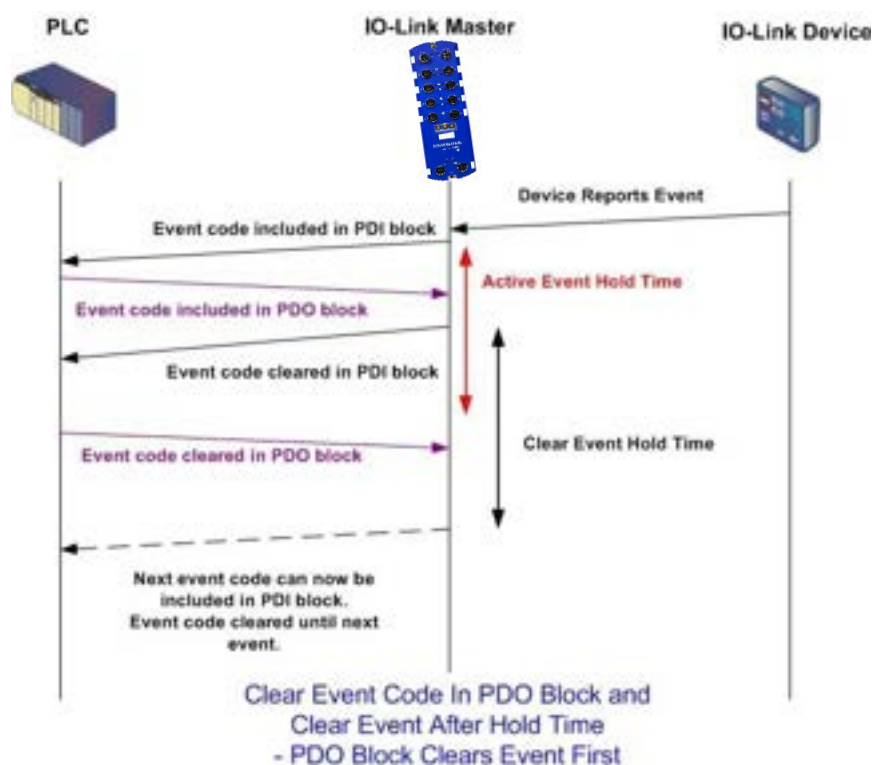 PLC
IO-Link Master
IO-Link Device
Device Reports Event
Event code included in PDI block
Active Event Hold Time
Event code included in PDO block
Event code cleared in PDI block
Clear Event Hold Time
Event code cleared in PDO block
Next event code can now be
included in PDI block.
Event code cleared until next
event.
Clear Event Code In PDO Block and
Clear Event After Hold Time
- PDO Block Clears Event First